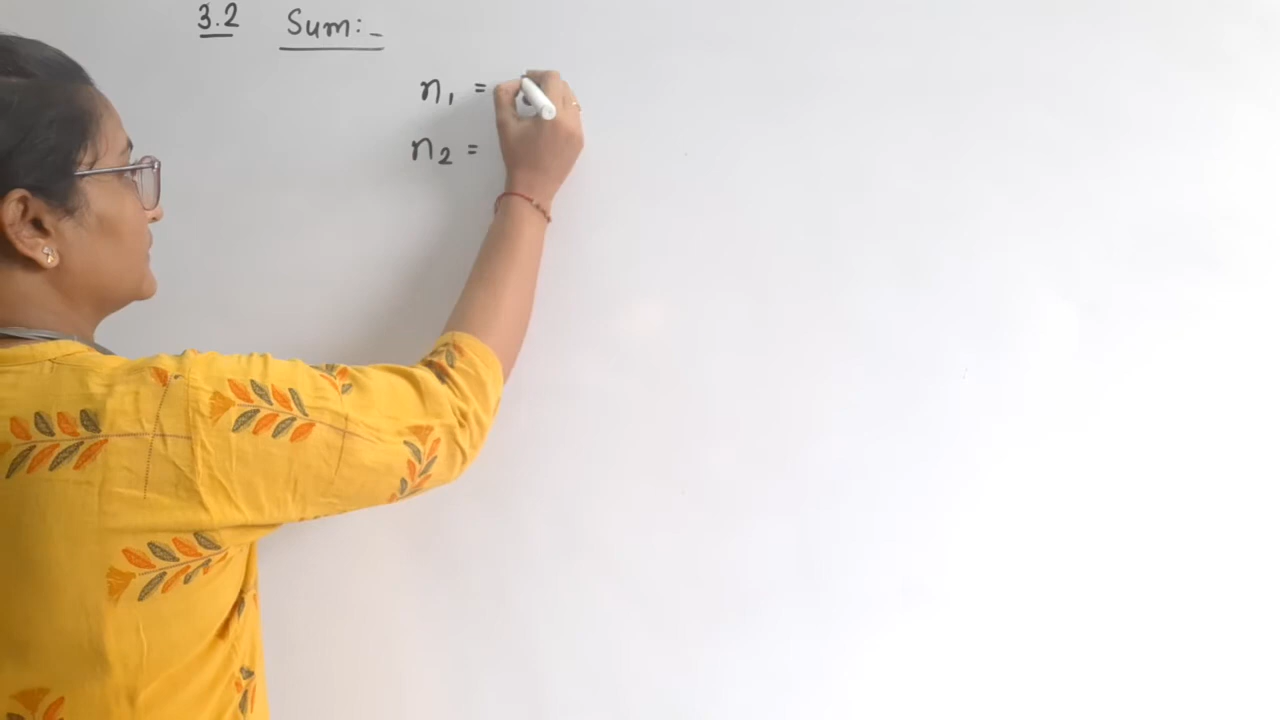 3.2 Sum:-
n₁ =
n₂ =